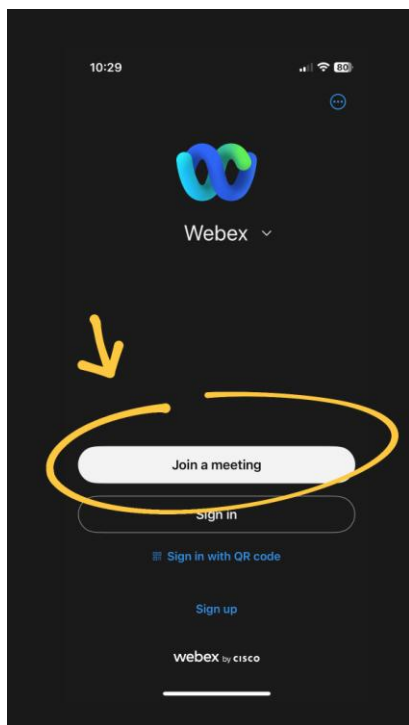 10:29
80
Webex
Join a meeting
Sign in
Sign in with QR code
Sign up
webex by CISCO